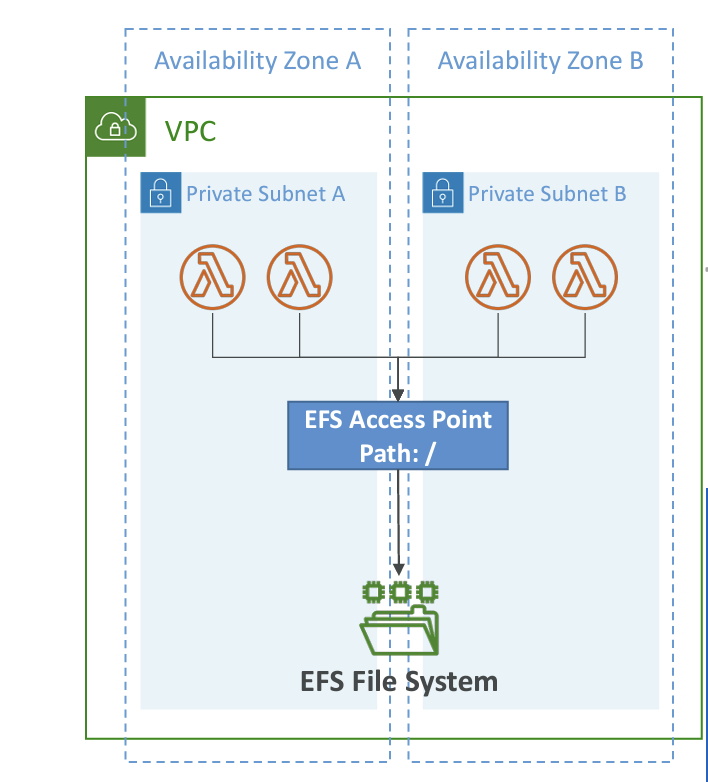 Availability Zone A
Availability Zone B
VPC
Private Subnet A
Private Subnet B
EFS Access Point
Path: /
EFS File System